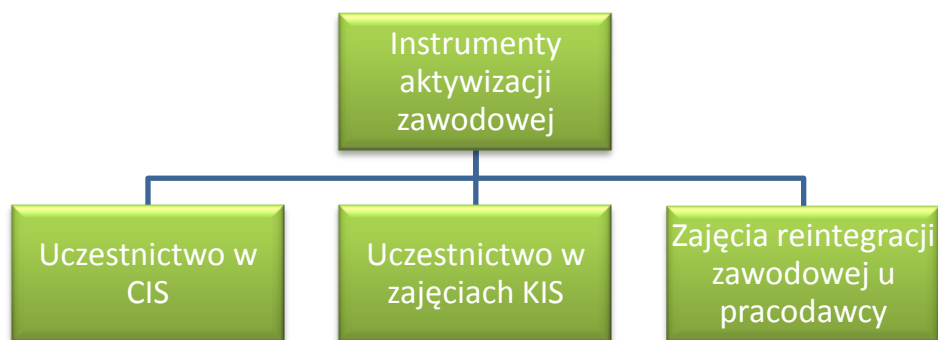 Instrumenty
aktywizacji
zawodowej
Uczestnictwo w
CIS
Uczestnictwo w
zajęciach KIS
Zajęcia reintegracji
zawodowej u
pracodawcy